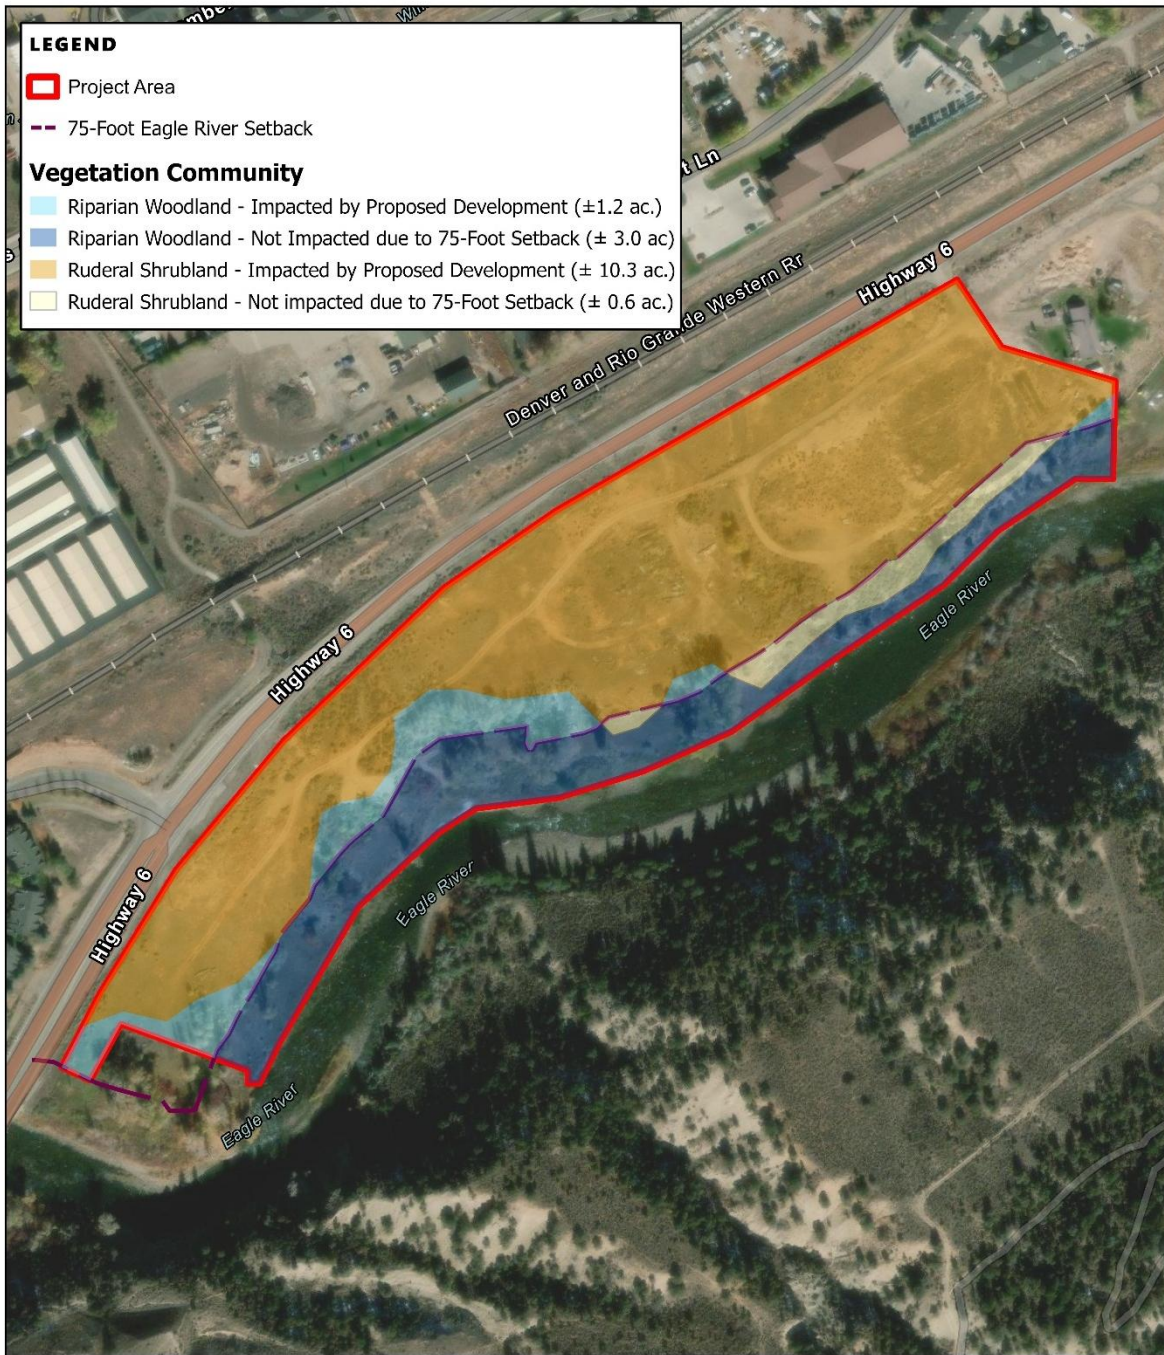 LEGEND
Project Area
75-Foot Eagle River Setback
Vegetation Community
Riparian Woodland - Impacted by Proposed Development (±1.2 ac.)
Riparian Woodland - Not Impacted due to 75-Foot Setback (± 3.0 ac)
Ruderal Shrubland - Impacted by Proposed Development (± 10.3 ac.)
Ruderal Shrubland - Not impacted due to 75-Foot Setback (± 0.6 ac.)
Ln
Denver and Rio Grande Western Rr
Highway 6
Highway 6
Highway 6
Eagle River
Eagle River
Eagle River